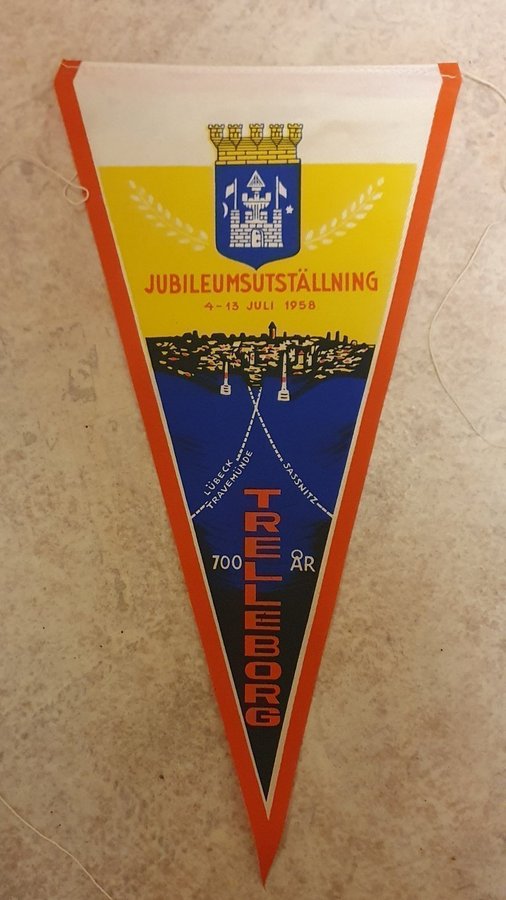 JUBILEUMSUTSTÄLLNING
4-13 JULI 1958
LÜBECK
TRAVEMÜNDE
SASSNITZ
700 ÅR
TRELLEBORG